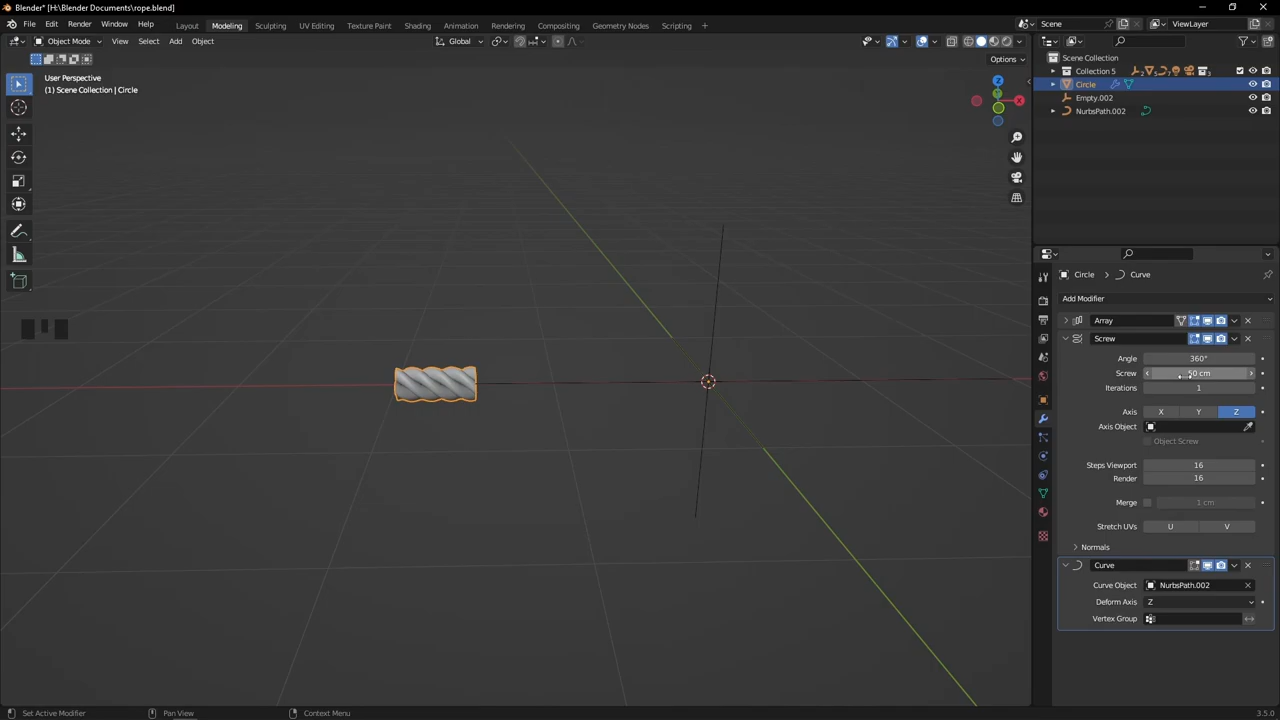 Blender* [H:\Blender Documents\rope.blend]
File Edit Render Window Help Layout Modeling Sculpting UV Editing Texture Paint Shading Animation Rendering Compositing Geometry Nodes Scripting Scene ViewLayer
Object Mode View Select Add Object Global
Options
User Perspective
(1) Scene Collection | Circle
Z
X
Scene Collection
Collection 5 2 5 7 3
Circle
Empty.002
NurbsPath.002
Circle > Curve
Add Modifier
Array
Screw
Angle 360°
Screw 50 cm
Iterations 1
Axis X Y Z
Axis Object
Object Screw
Steps Viewport 16
Render 16
Merge 1 cm
Stretch UVs U V
Normals
Curve
Curve Object NurbsPath.002
Deform Axis Z
Vertex Group
Set Active Modifier Pan View Context Menu 3.5.0